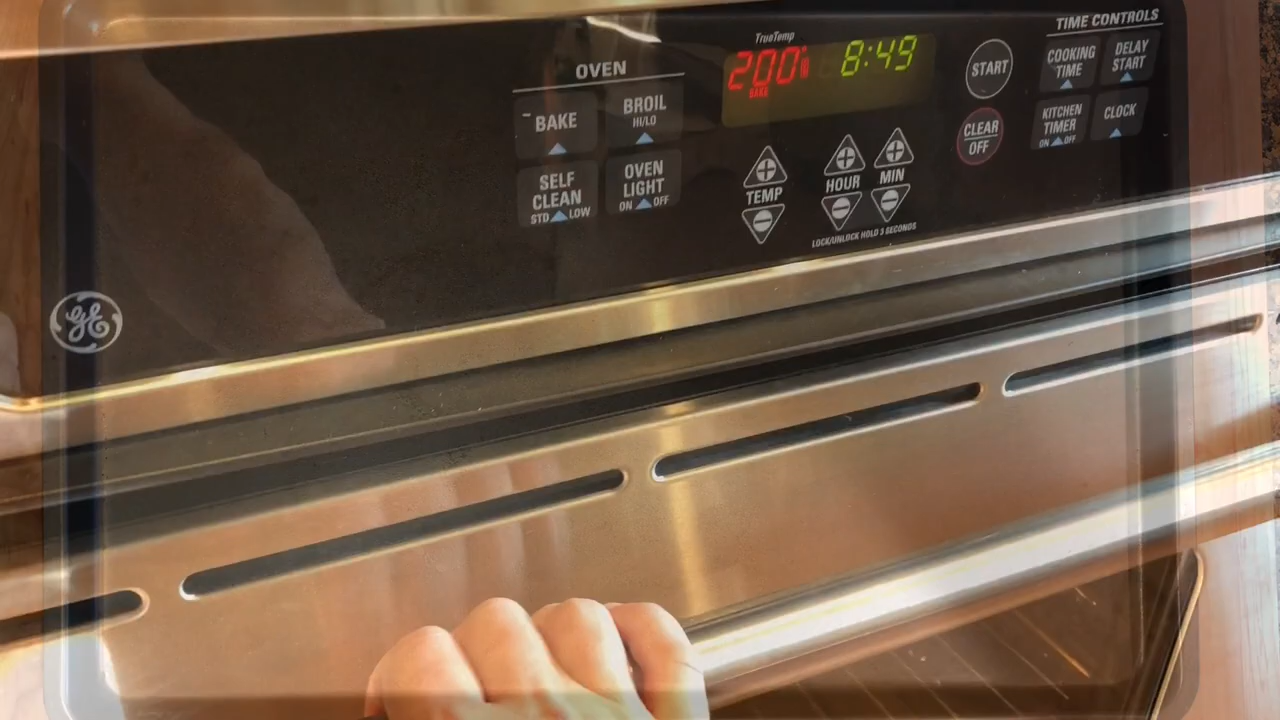 OVEN
BAKE
BROIL
HI/LO
SELF
CLEAN
STD LOW
OVEN
LIGHT
ON OFF
TrueTemp
200
BAKE
8:49
TEMP
HOUR
MIN
LOCK/UNLOCK HOLD 3 SECONDS
START
CLEAR
OFF
TIME CONTROLS
COOKING
TIME
DELAY
START
KITCHEN
TIMER
ON OFF
CLOCK
GE